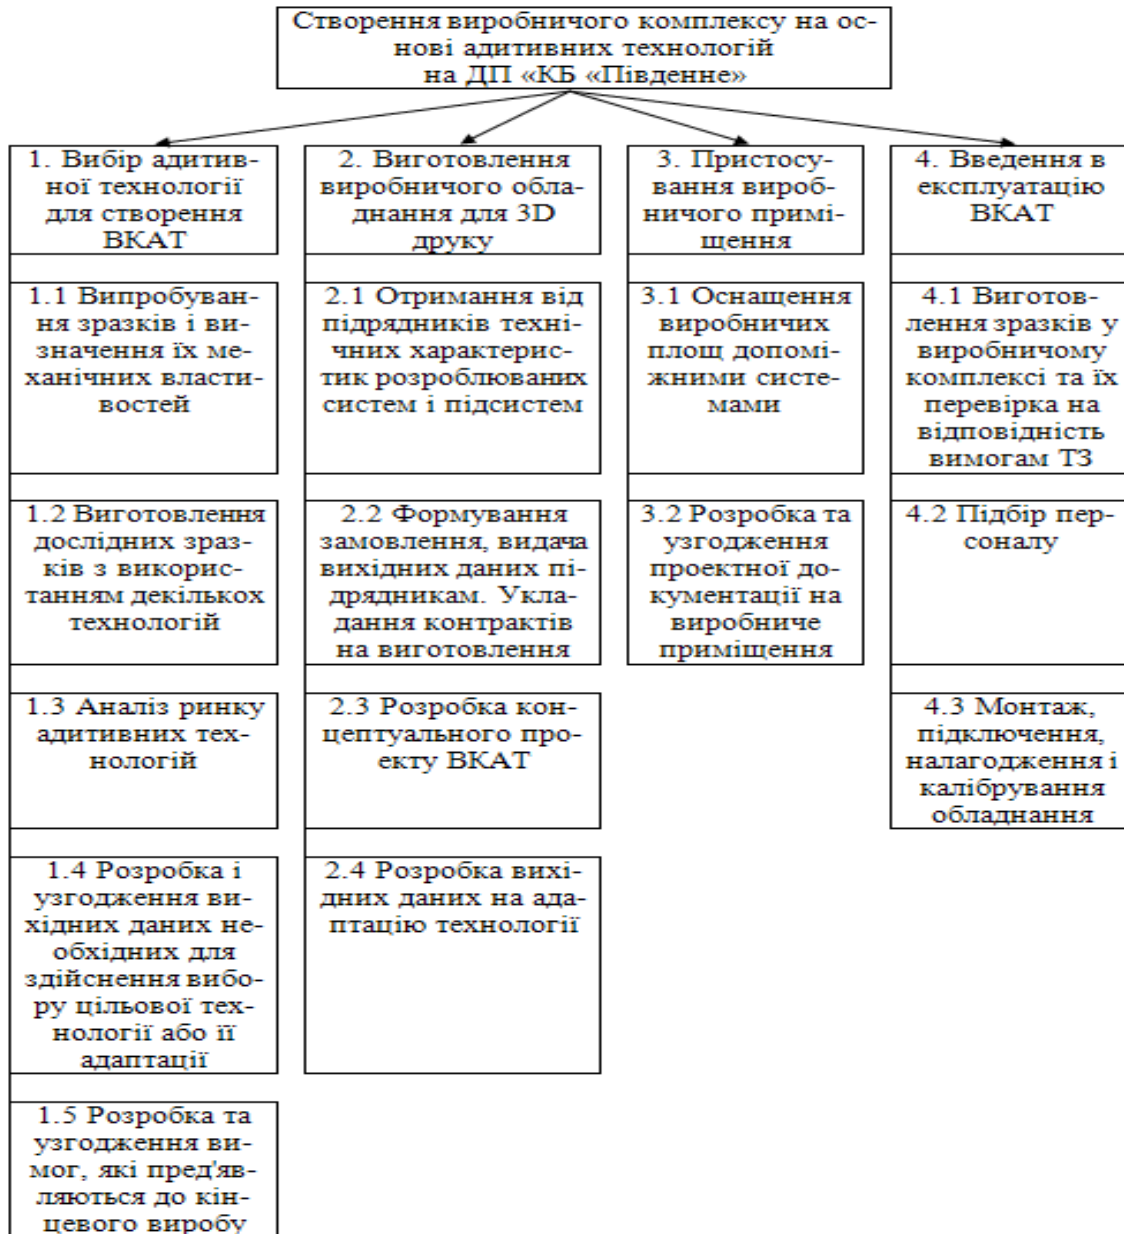 Створення виробничого комплексу на ос-
нові адитивних технологій
на ДП «КБ «Південне»
1. Вибір адитив-
ної технології
для створення
ВКАТ
1.1 Випробуван-
ня зразків і ви-
значення їх ме-
ханічних власти-
востей
1.2 Виготовлення
дослідних зраз-
ків з викорис-
танням декількох
технологій
1.3 Аналіз ринку
адитивних тех-
нологій
1.4 Розробка і
узгодження ви-
хідних даних не-
обхідних для
здійснення вибо-
ру цільової тех-
нології або її
адаптації
1.5 Розробка та
узгодження ви-
мог, які пред'яв-
ляються до кін-
цевого виробу
2. Виготовлення
виробничого обла-
днання для 3D
друку
2.1 Отримання від
підрядників техні-
чних характерис-
тик розроблюваних
систем і підсистем
2.2 Формування
замовлення, видача
вихідних даних пі-
дрядникам. Укла-
дання контрактів
на виготовлення
2.3 Розробка кон-
цептуального про-
екту ВКАТ
2.4 Розробка вихі-
дних даних на ада-
птацію технології
3. Пристосу-
вання вироб-
ничого примі-
щення
3.1 Оснащення
виробничих
площ допомі-
жними систе-
мами
3.2 Розробка та
узгодження
проектної до-
кументації на
виробниче
приміщення
4. Введення в
експлуатацію
ВКАТ
4.1 Виготов-
лення зразків у
виробничому
комплексі та їх
перевірка на
відповідність
вимогам ТЗ
4.2 Підбір пер-
соналу
4.3 Монтаж,
підключення,
налагодження і
калібрування
обладнання